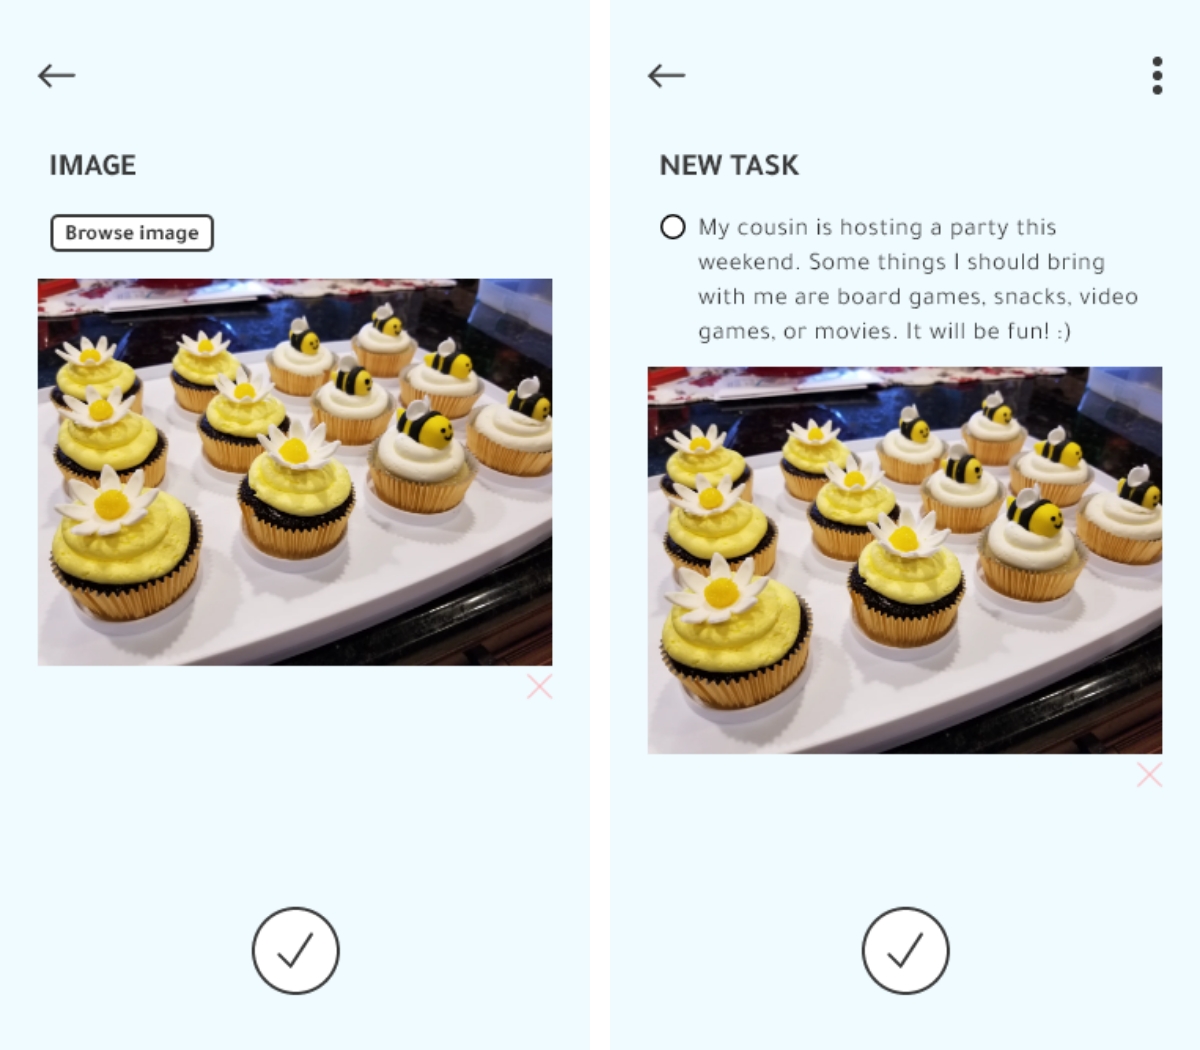 IMAGE
Browse image
NEW TASK
My cousin is hosting a party this
weekend. Some things I should bring
with me are board games, snacks, video
games, or movies. It will be fun! :)